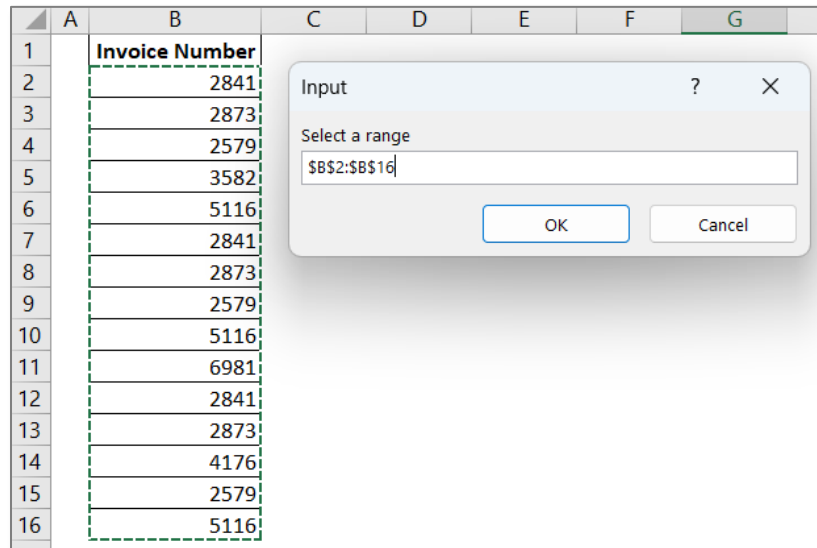 A B C D E F G
1 Invoice Number
2 2841
3 2873
4 2579
5 3582
6 5116
7 2841
8 2873
9 2579
10 5116
11 6981
12 2841
13 2873
14 4176
15 2579
16 5116
Input ? ×
Select a range
$B$2:$B$16
OK Cancel